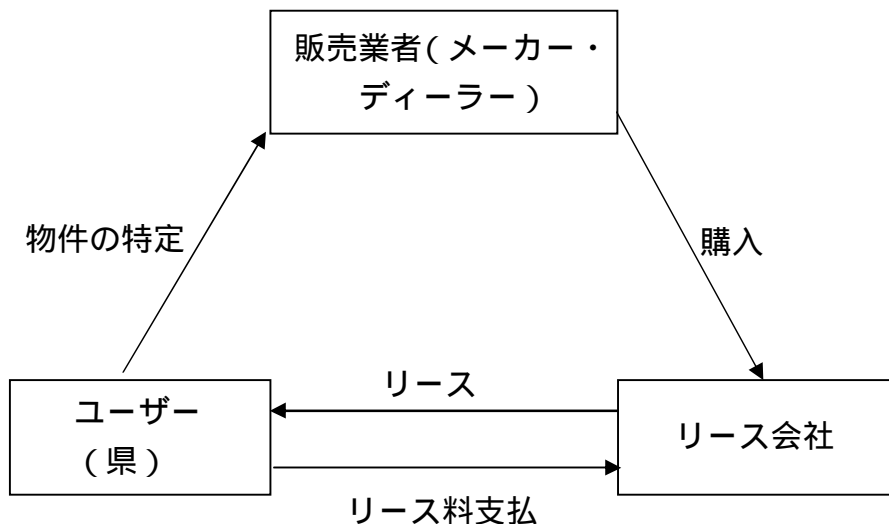 販売業者(メーカー・
ディーラー)
物件の特定
購入
リース
ユーザー
(県)
リース会社
リース料支払